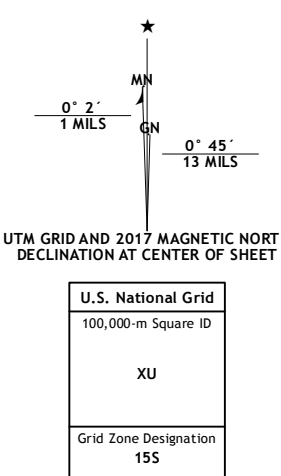 ★
MN
0° 2´
1 MILS
GN
0° 45´
13 MILS
UTM GRID AND 2017 MAGNETIC NORT
DECLINATION AT CENTER OF SHEET
U.S. National Grid
100,000-m Square ID
XU
Grid Zone Designation
15S